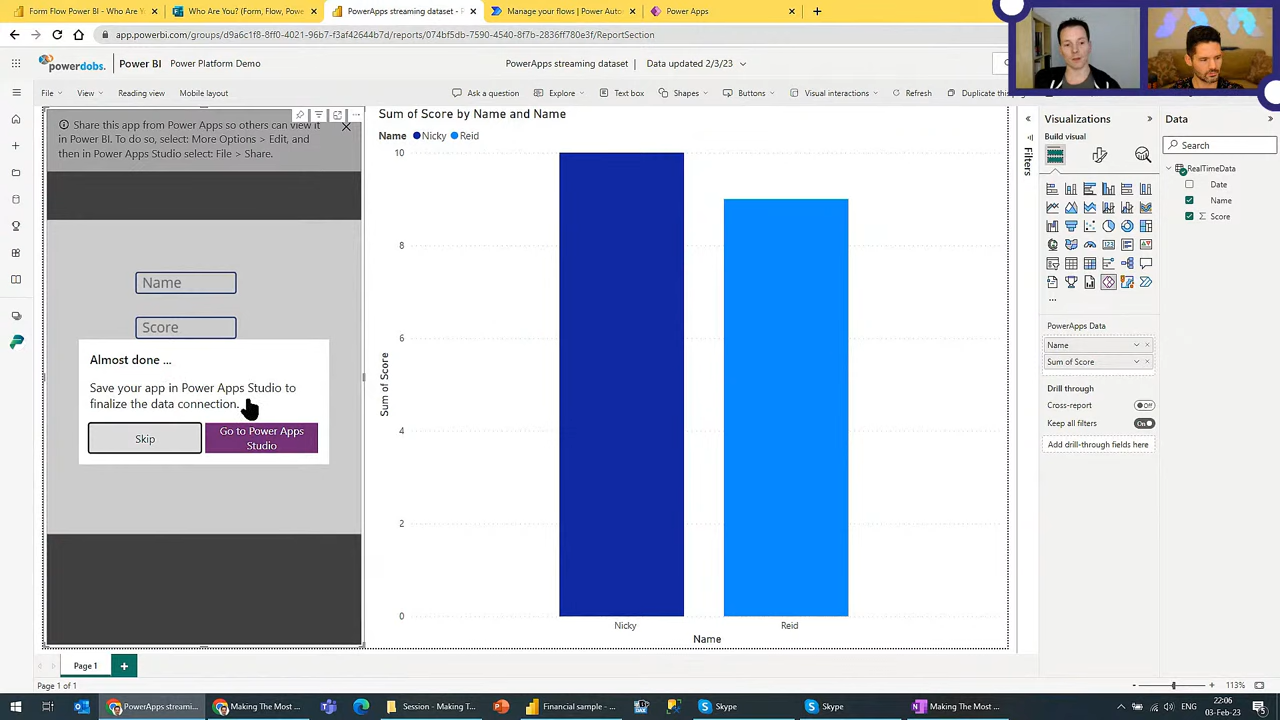 Form Flow PowerBI - Who Are Yo
Who Are You? (Form, Flow, Power
PowerApps streaming dataset -
Manage your flows | Power Auto
Power Apps
app.powerbi.com/groups/d9a6c1f8-8ff0-4021-96b7-f3af42644b7d/reports/074bf5db-7590-4540-8f7b-2836ff780e3f/ReportSection
powerdobs
Power BI
Power Platform Demo
PowerApps streaming dataset
Data updated 2/3/23
File
View
Reading view
Mobile layout
Ask a question
Explore
Text box
Shapes
Buttons
Visual interactions
Refresh
Duplicate this
Share this app from Power Apps so others can view it
in Power BI. To do so, select: More Options > Edit, and
then in Power Apps Studio select: File > Share.
Name
Score
Almost done ...
Save your app in Power Apps Studio to
finalize the data connection.
Skip
Go to Power Apps
Studio
Sum of Score by Name and Name
Name Nicky Reid
10
8
6
4
2
0
Sum of Score
Nicky
Reid
Name
Filters
Visualizations
Build visual
PowerApps Data
Name
Sum of Score
Drill through
Cross-report
Off
Keep all filters
On
Add drill-through fields here
Data
Search
RealTimeData
Date
Name
Score
Page 1
Page 1 of 1
113%
PowerApps streami...
Making The Most ...
Session - Making T...
Financial sample - ...
Skype
Skype
Making The Most ...
22:06
03-Feb-23